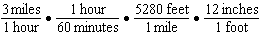 3 miles/1 hour • 1 hour/60 minutes • 5280 feet/1 mile • 12 inches/1 foot